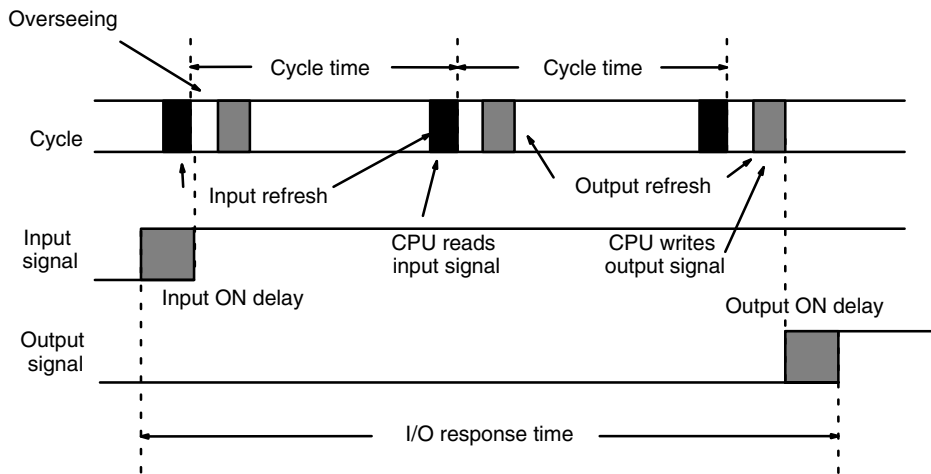 Overseeing
Cycle time
Cycle time
Cycle
Input refresh
Output refresh
Input
signal
CPU reads
input signal
CPU writes
output signal
Input ON delay
Output ON delay
Output
signal
I/O response time